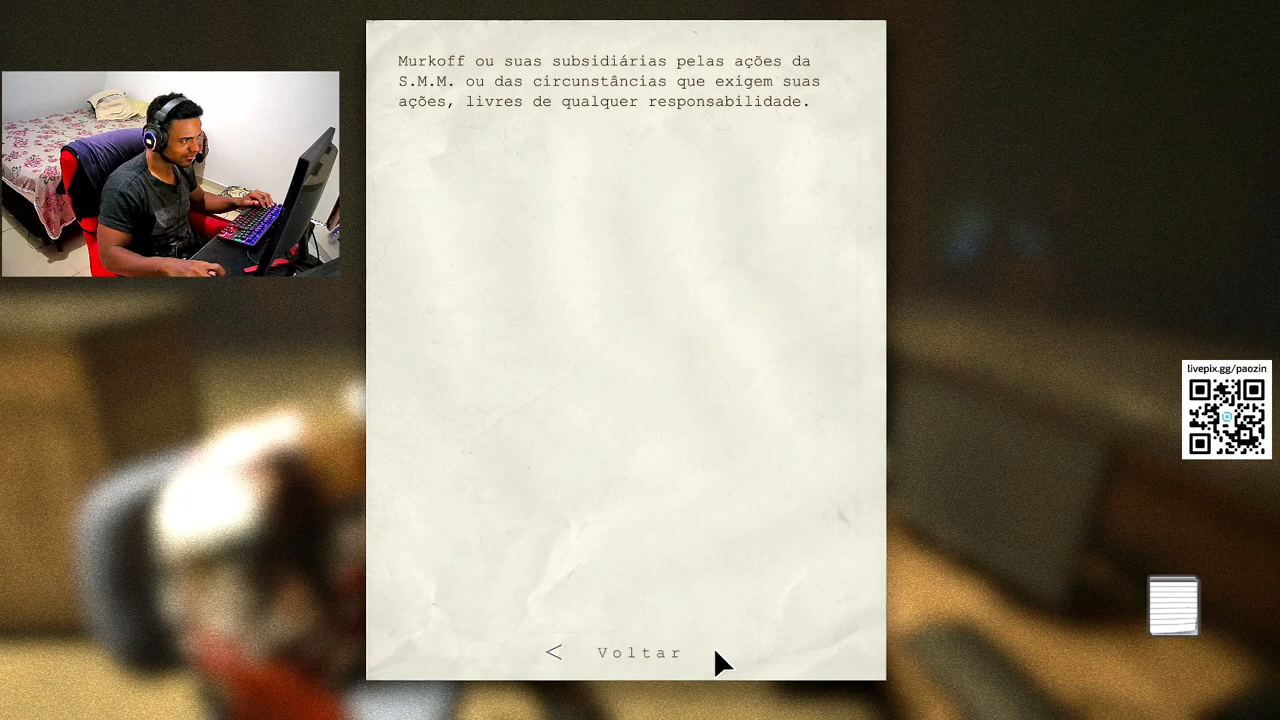 Murkoff ou suas subsidiárias pelas ações da
S.M.M. ou das circunstâncias que exigem suas
ações, livres de qualquer responsabilidade.
livepix.gg/paozin
< Voltar